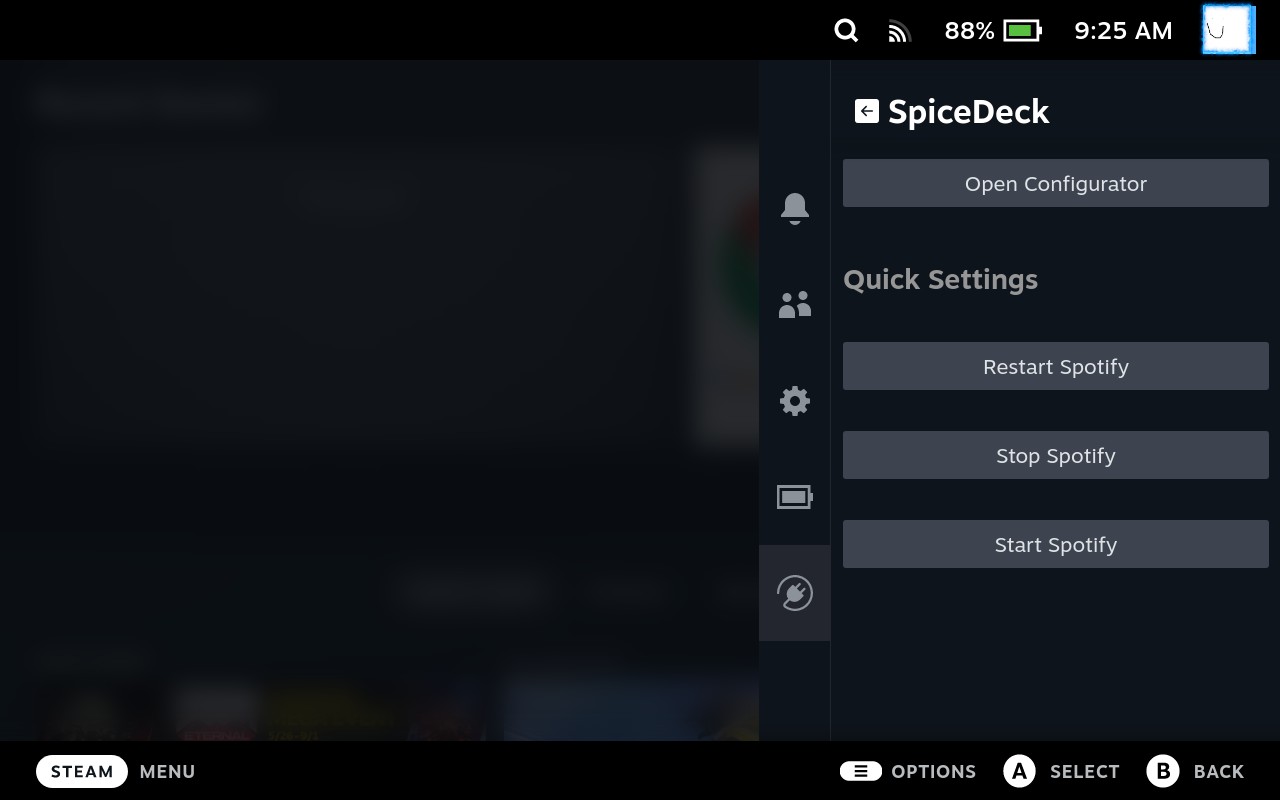 88% 9:25 AM
SpiceDeck
Open Configurator
Quick Settings
Restart Spotify
Stop Spotify
Start Spotify
STEAM MENU OPTIONS A SELECT B BACK